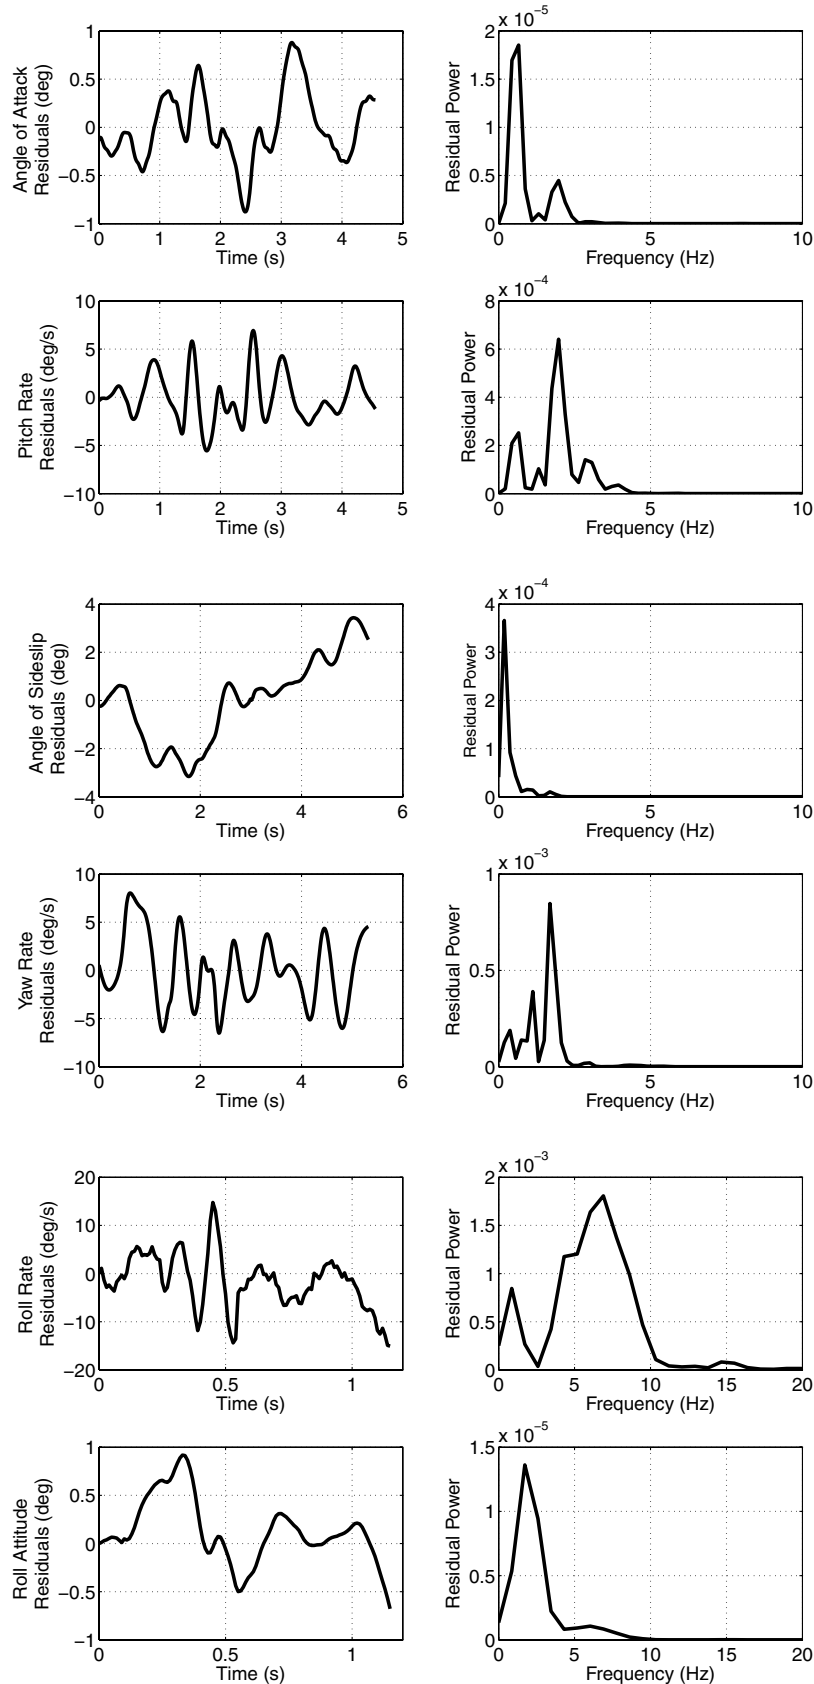 Angle of Attack
Residuals (deg)
1
0.5
0
−0.5
−1
0 1 2 3 4 5
Time (s)
x 10−5
Residual Power
2
1.5
1
0.5
0
0 5 10
Frequency (Hz)
Pitch Rate
Residuals (deg/s)
10
5
0
−5
−10
0 1 2 3 4 5
Time (s)
x 10−4
Residual Power
8
6
4
2
0
0 5 10
Frequency (Hz)
Angle of Sideslip
Residuals (deg)
4
2
0
−2
−4
0 2 4 6
Time (s)
x 10−4
Residual Power
4
3
2
1
0
0 5 10
Frequency (Hz)
Yaw Rate
Residuals (deg/s)
10
5
0
−5
−10
0 2 4 6
Time (s)
x 10−3
Residual Power
1
0.5
0
0 5 10
Frequency (Hz)
Roll Rate
Residuals (deg/s)
20
10
0
−10
−20
0 0.5 1
Time (s)
x 10−3
Residual Power
2
1.5
1
0.5
0
0 5 10 15 20
Frequency (Hz)
Roll Attitude
Residuals (deg)
1
0.5
0
−0.5
−1
0 0.5 1
Time (s)
x 10−5
Residual Power
1.5
1
0.5
0
0 5 10 15 20
Frequency (Hz)